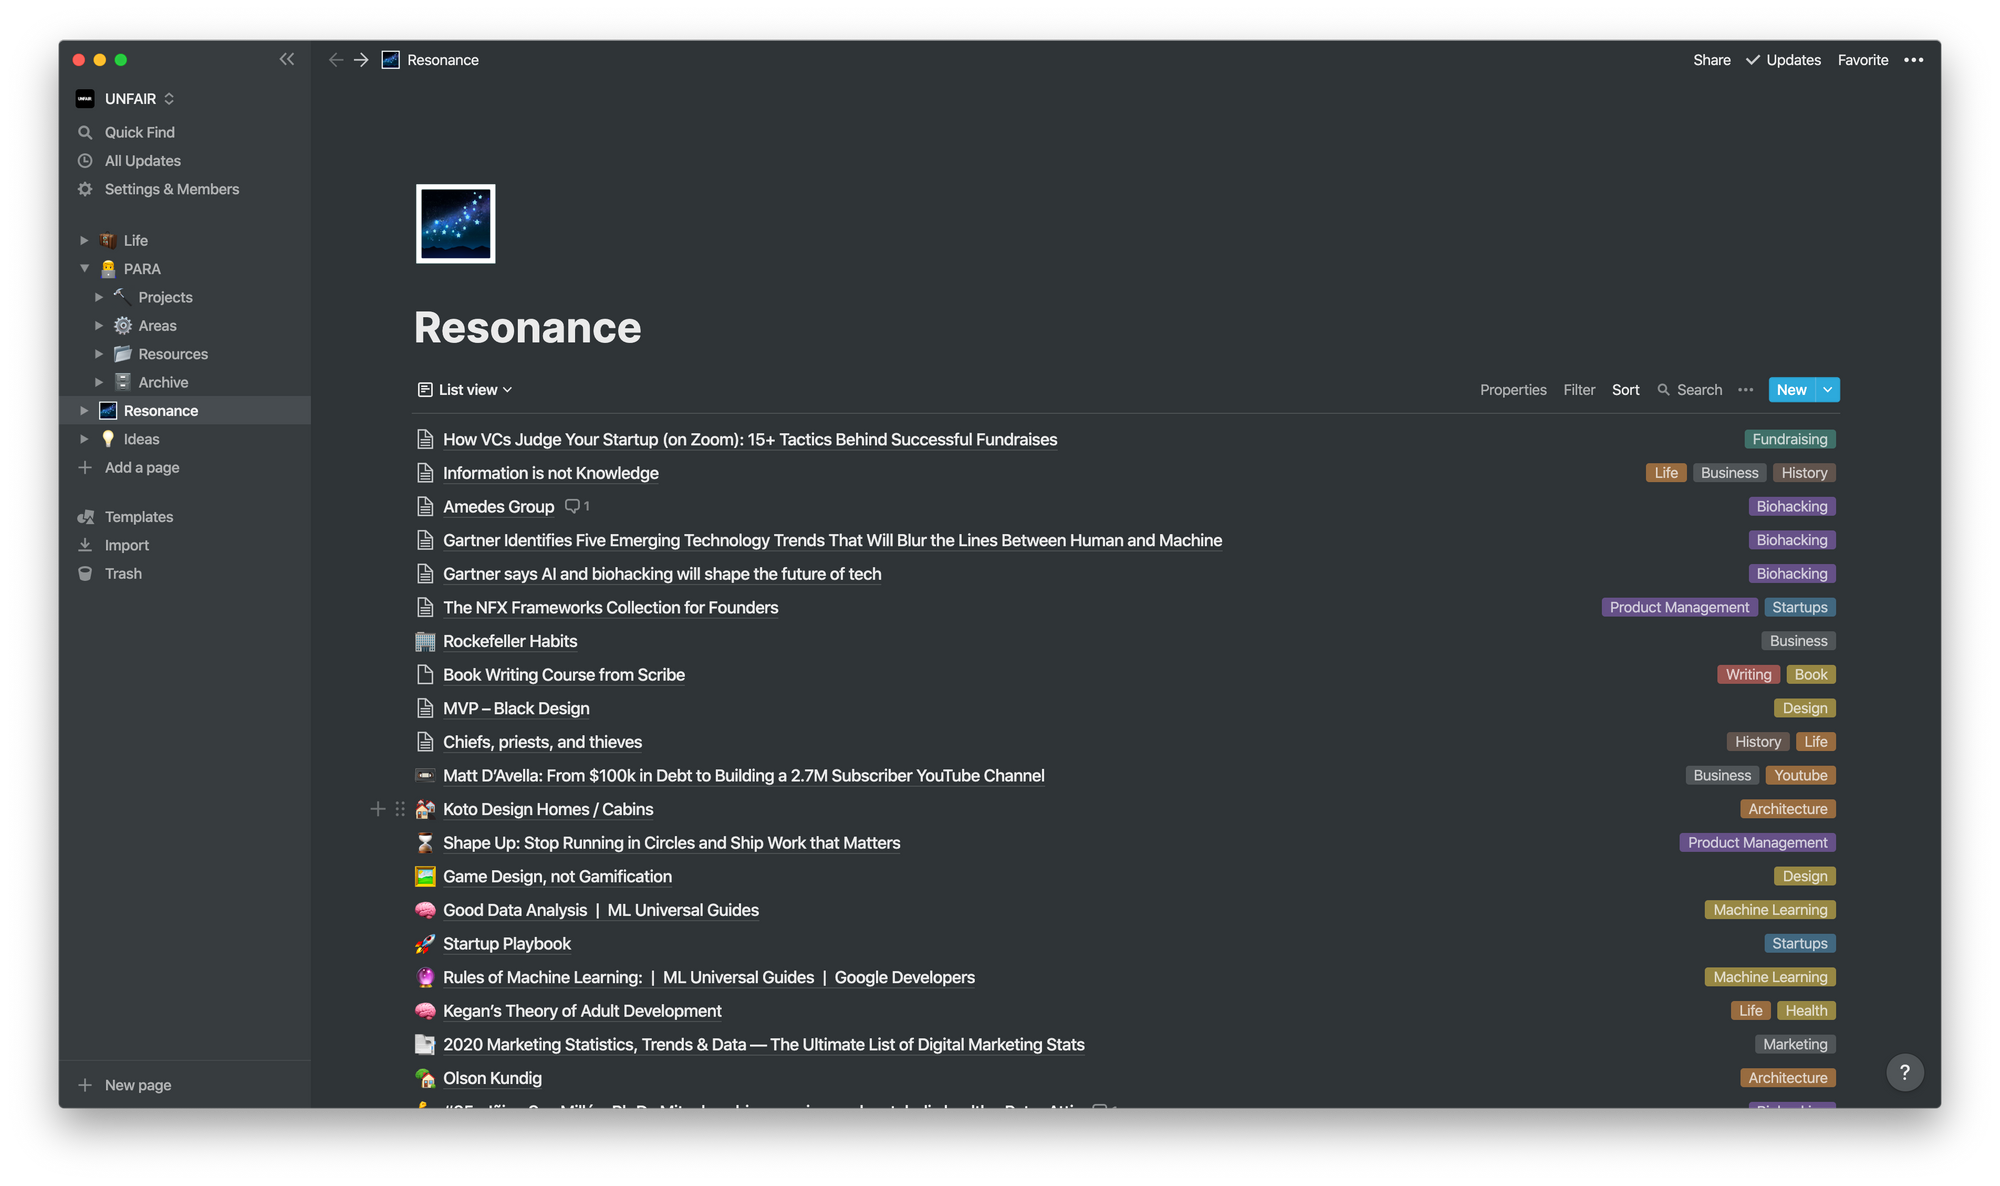 Resonance
Share Updates Favorite
UNFAIR
Quick Find
All Updates
Settings & Members
Life
PARA
Projects
Areas
Resources
Archive
Resonance
Ideas
Add a page
Templates
Import
Trash
New page
Resonance
List view Properties Filter Sort Search New
How VCs Judge Your Startup (on Zoom): 15+ Tactics Behind Successful Fundraises Fundraising
Information is not Knowledge Life Business History
Amedes Group 1 Biohacking
Gartner Identifies Five Emerging Technology Trends That Will Blur the Lines Between Human and Machine Biohacking
Gartner says AI and biohacking will shape the future of tech Biohacking
The NFX Frameworks Collection for Founders Product Management Startups
Rockefeller Habits Business
Book Writing Course from Scribe Writing Book
MVP – Black Design Design
Chiefs, priests, and thieves History Life
Matt D’Avella: From $100k in Debt to Building a 2.7M Subscriber YouTube Channel Business Youtube
Koto Design Homes / Cabins Architecture
Shape Up: Stop Running in Circles and Ship Work that Matters Product Management
Game Design, not Gamification Design
Good Data Analysis | ML Universal Guides Machine Learning
Startup Playbook Startups
Rules of Machine Learning: | ML Universal Guides | Google Developers Machine Learning
Kegan’s Theory of Adult Development Life Health
2020 Marketing Statistics, Trends & Data — The Ultimate List of Digital Marketing Stats Marketing
Olson Kundig Architecture
?